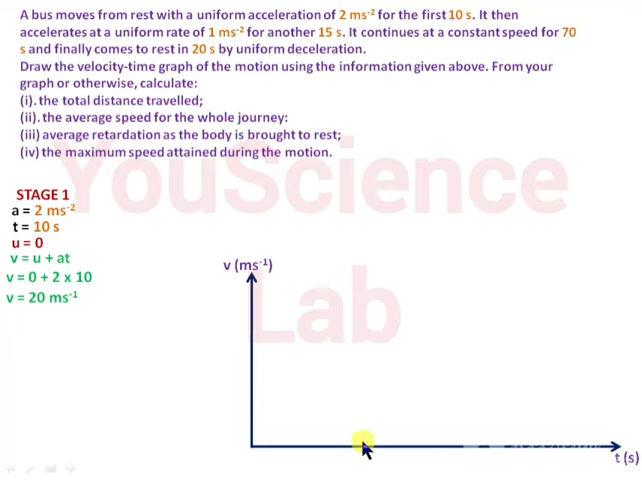 A bus moves from rest with a uniform acceleration of 2 ms⁻² for the first 10 s. It then
accelerates at a uniform rate of 1 ms⁻² for another 15 s. It continues at a constant speed for 70
s and finally comes to rest in 20 s by uniform deceleration.
Draw the velocity-time graph of the motion using the information given above. From your
graph or otherwise, calculate:
(i). the total distance travelled;
(ii). the average speed for the whole journey:
(iii) average retardation as the body is brought to rest;
(iv) the maximum speed attained during the motion.
YouScience
Lab
STAGE 1
a = 2 ms⁻²
t = 10 s
u = 0
v = u + at
v = 0 + 2 x 10
v = 20 ms⁻¹
v (ms⁻¹)
t (s)